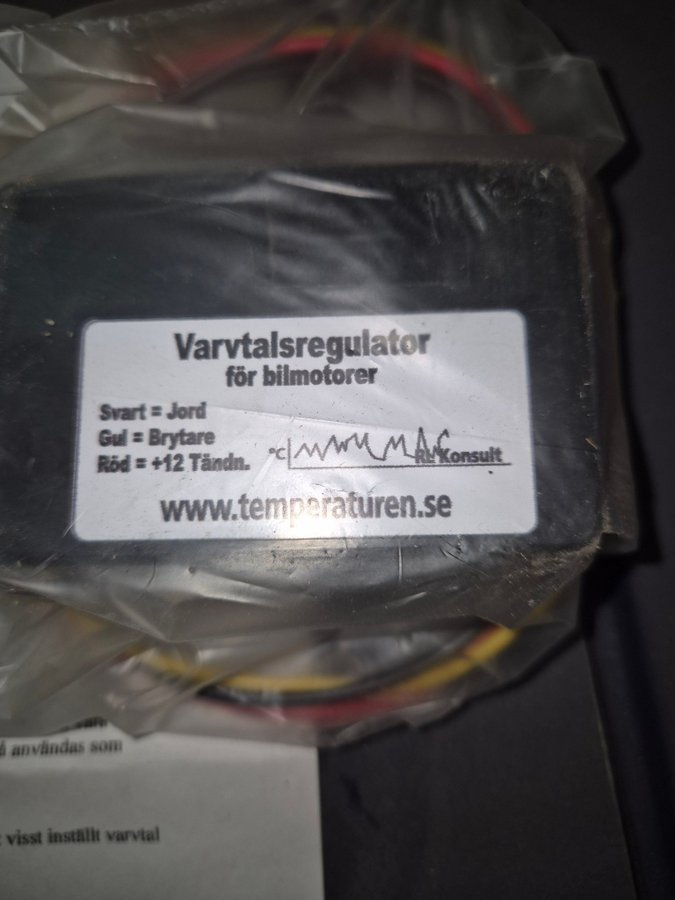 Varvtalsregulator
för bilmotorer
Svart = Jord
Gul = Brytare
Röd = +12 Tändn.
°C
RL Konsult
www.temperaturen.se
användas som
visst inställt varvtal